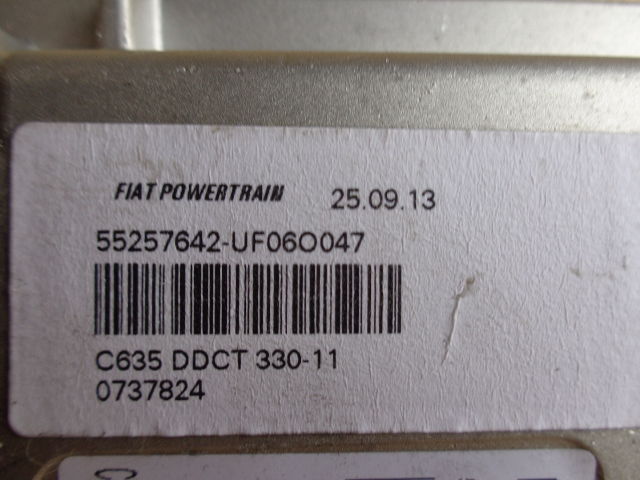 FIAT POWERTRAIN 25.09.13
55257642-UF06O047
C635 DDCT 330-11
0737824